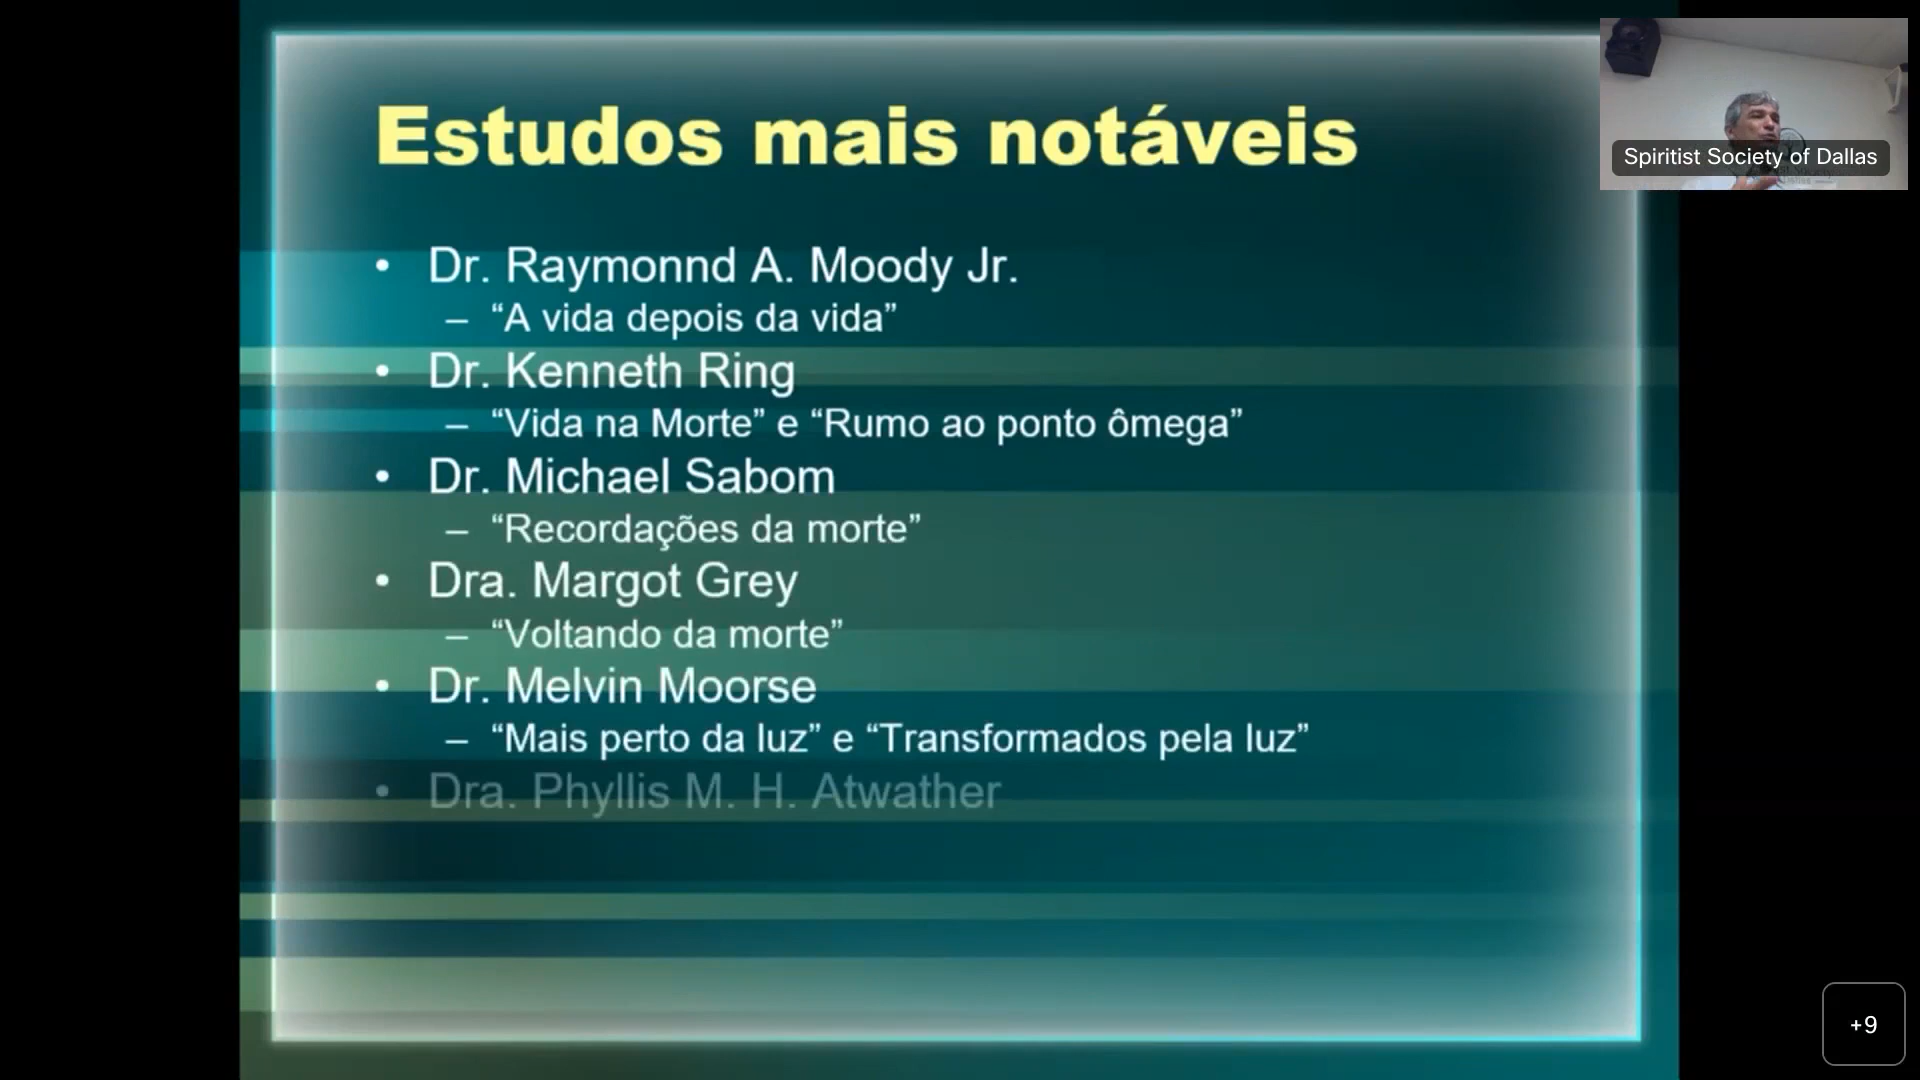 Estudos mais notáveis
Spiritist Society of Dallas
• Dr. Raymonnd A. Moody Jr.
– “A vida depois da vida”
• Dr. Kenneth Ring
– “Vida na Morte” e “Rumo ao ponto ômega”
• Dr. Michael Sabom
– “Recordações da morte”
• Dra. Margot Grey
– “Voltando da morte”
• Dr. Melvin Moorse
– “Mais perto da luz” e “Transformados pela luz”
• Dra. Phyllis M. H. Atwather
+9